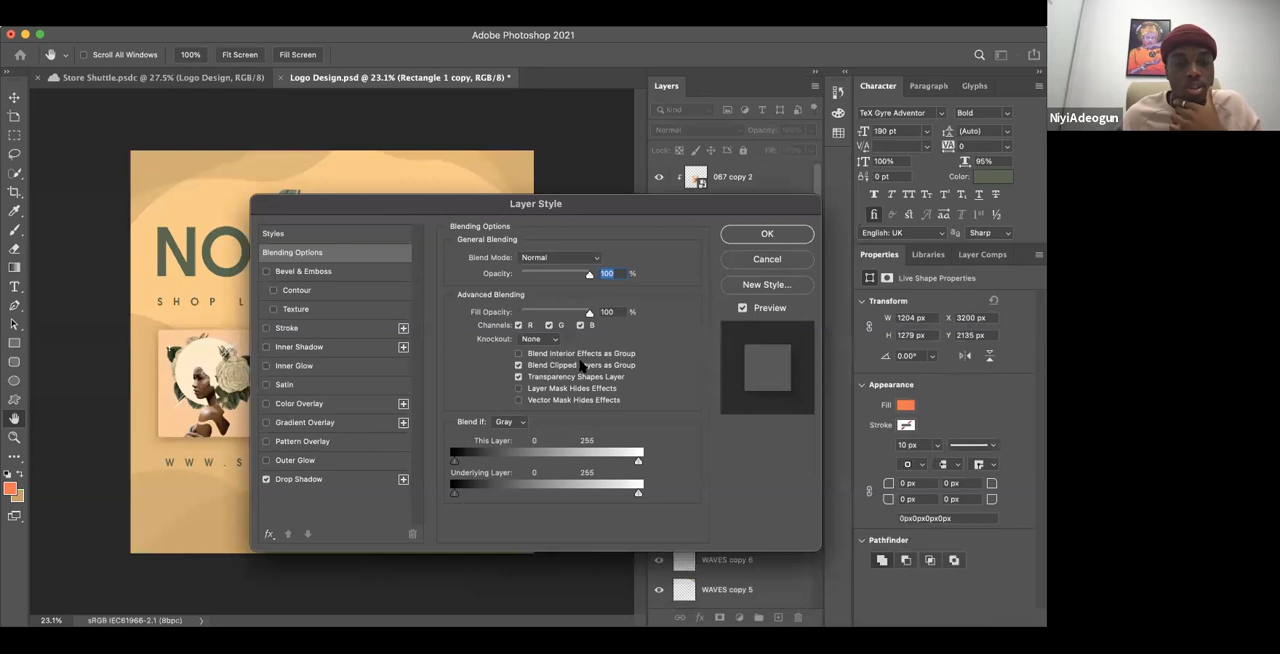 Adobe Photoshop 2021
Scroll All Windows 100% Fit Screen Fill Screen
Store Shuttle.psdc @ 27.5% (Logo Design, RGB/8) Logo Design.psd @ 23.1% (Rectangle 1 copy, RGB/8) *
NiyiAdeogun
Layers
Kind
Normal Opacity: 100%
Lock: Fill:
067 copy 2
NO
SHOP L
W W W . S
Layer Style
Styles
Blending Options
Bevel & Emboss
Contour
Texture
Stroke
Inner Shadow
Inner Glow
Satin
Color Overlay
Gradient Overlay
Pattern Overlay
Outer Glow
Drop Shadow
fx
Blending Options
General Blending
Blend Mode: Normal
Opacity: 100 %
Advanced Blending
Fill Opacity: 100 %
Channels: R G B
Knockout: None
Blend Interior Effects as Group
Blend Clipped Layers as Group
Transparency Shapes Layer
Layer Mask Hides Effects
Vector Mask Hides Effects
Blend If: Gray
This Layer: 0 255
Underlying Layer: 0 255
OK
Cancel
New Style...
Preview
WAVES copy 6
WAVES copy 5
fx
Character Paragraph Glyphs
TeX Gyre Adventor Bold
190 pt (Auto)
0
100% 95%
0 pt Color:
English: UK Sharp
Properties Libraries Layer Comps
Live Shape Properties
Transform
W 1204 px X 3200 px
H 1279 px Y 2135 px
0.00°
Appearance
Fill
Stroke
10 px
0 px 0 px
0 px 0 px
0px0px0px0px
Pathfinder
23.1% sRGB IEC61966-2.1 (8bpc)